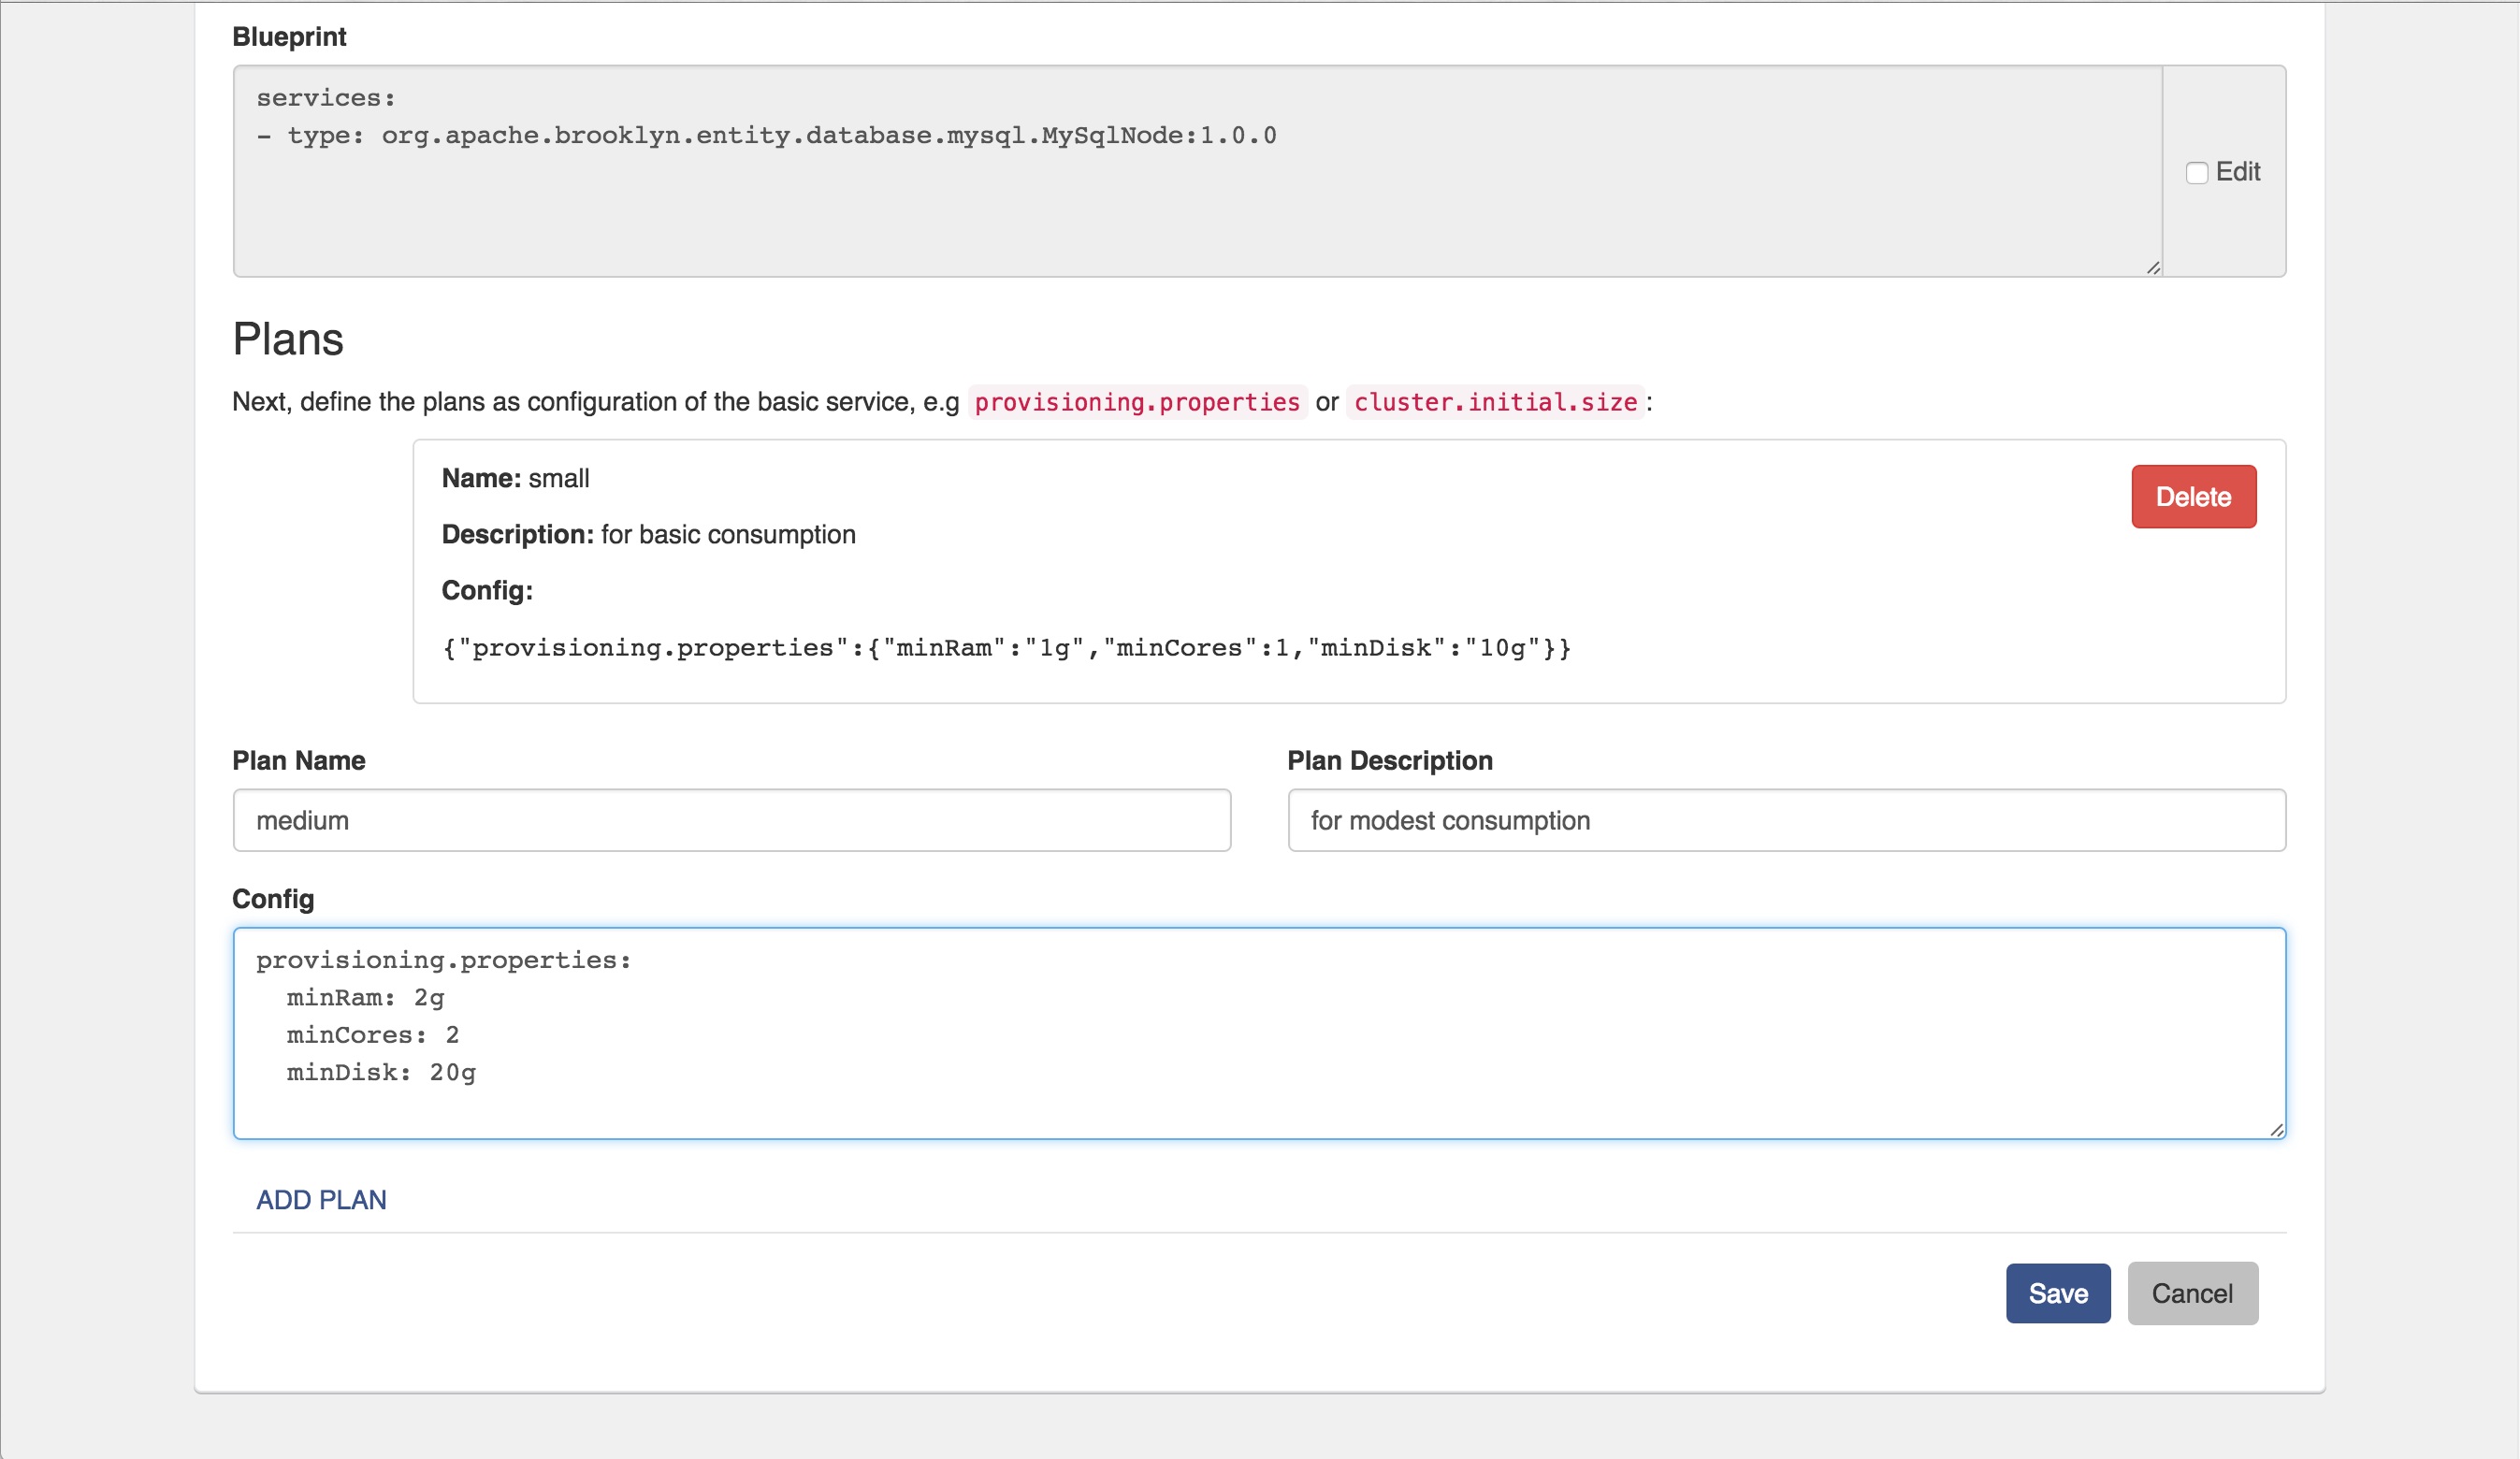 Blueprint
services:
- type: org.apache.brooklyn.entity.database.mysql.MySqlNode:1.0.0
Edit
Plans
Next, define the plans as configuration of the basic service, e.g provisioning.properties or cluster.initial.size:
Name: small
Delete
Description: for basic consumption
Config:
{"provisioning.properties":{"minRam":"1g","minCores":1,"minDisk":"10g"}}
Plan Name
Plan Description
medium
for modest consumption
Config
provisioning.properties:
  minRam: 2g
  minCores: 2
  minDisk: 20g
ADD PLAN
Save
Cancel